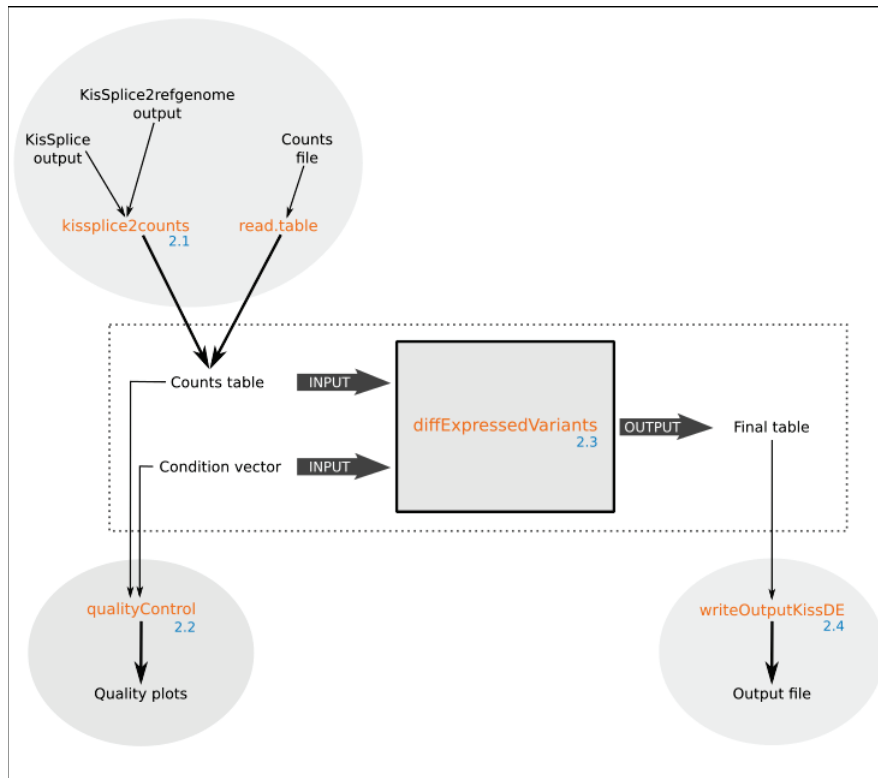 KisSplice2refgenome
output
KisSplice
output
Counts
file
kissplice2counts
2.1
read.table
Counts table
INPUT
diffExpressedVariants
2.3
OUTPUT
Final table
Condition vector
INPUT
qualityControl
2.2
Quality plots
writeOutputKissDE
2.4
Output file